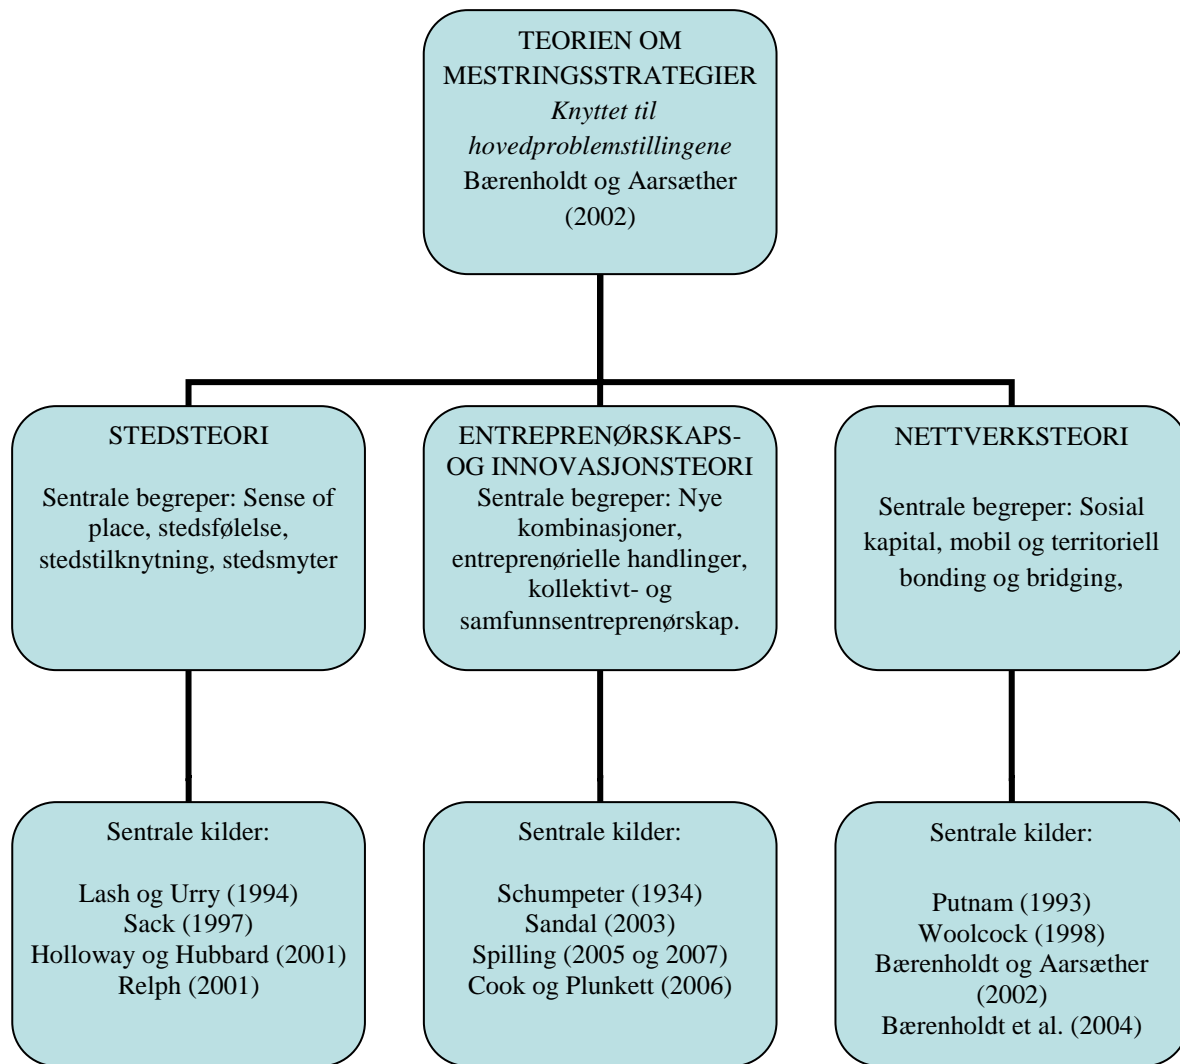 TEORIEN OM
MESTRINGSSTRATEGIER
Knyttet til
hovedproblemstillingene
Bærenholdt og Aarsæther
(2002)
STEDSTEORI
Sentrale begreper: Sense of
place, stedsfølelse,
stedstilknytning, stedsmyter
ENTREPRENØRSKAPS-
OG INNOVASJONSTEORI
Sentrale begreper: Nye
kombinasjoner,
entreprenørielle handlinger,
kollektivt- og
samfunnsentreprenørskap.
NETTVERKSTEORI
Sentrale begreper: Sosial
kapital, mobil og territoriell
bonding og bridging,
Sentrale kilder:
Lash og Urry (1994)
Sack (1997)
Holloway og Hubbard (2001)
Relph (2001)
Sentrale kilder:
Schumpeter (1934)
Sandal (2003)
Spilling (2005 og 2007)
Cook og Plunkett (2006)
Sentrale kilder:
Putnam (1993)
Woolcock (1998)
Bærenholdt og Aarsæther
(2002)
Bærenholdt et al. (2004)